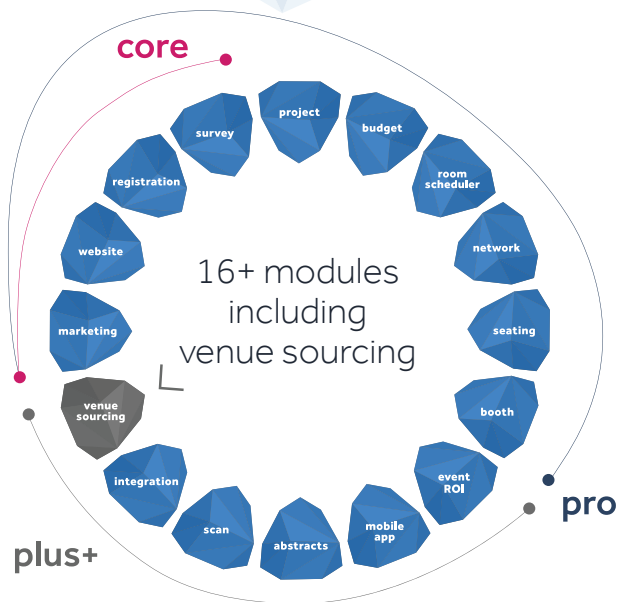 core
project
budget
survey
room
scheduler
registration
network
website
16+ modules
including
venue sourcing
marketing
seating
venue
sourcing
booth
integration
event
ROI
pro
scan
mobile
app
abstracts
plus+